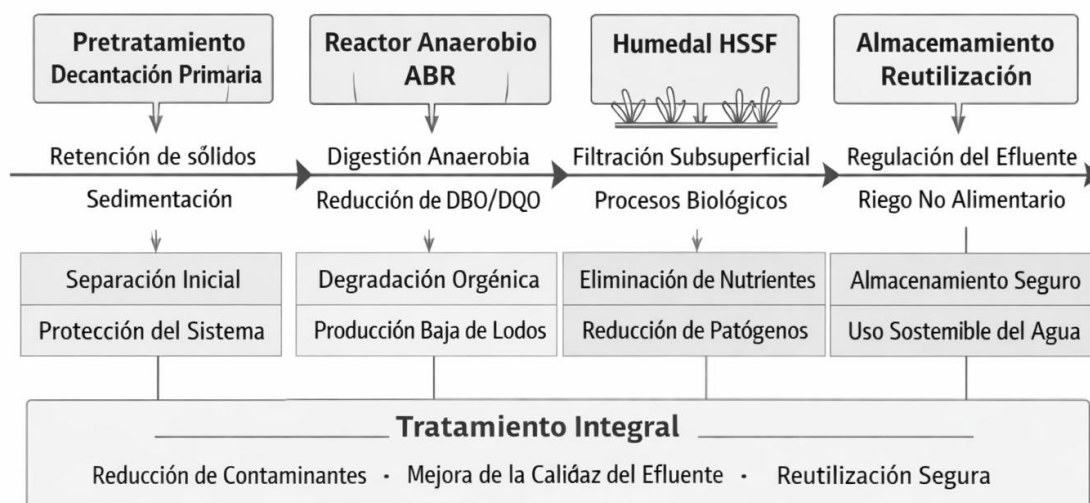 Pretratamiento
Decantación Primaria
Reactor Anaerobio
ABR
Humedal HSSF
Almacemamiento
Reutilización
Retención de sólidos
Digestión Anaerobia
Filtración Subsuperficial
Regulación del Efluente
Sedimentación
Reducción de DBO/DQO
Procesos Biológicos
Riego No Alimentario
Separación Inicial
Degradación Orgénica
Eliminación de Nutrientes
Almacenamiento Seguro
Protección del Sistema
Producción Baja de Lodos
Reducción de Patógenos
Uso Sostemible del Agua
Tratamiento Integral
Reducción de Contaminantes · Mejora de la Calidaz del Efluente · Reutilización Segura